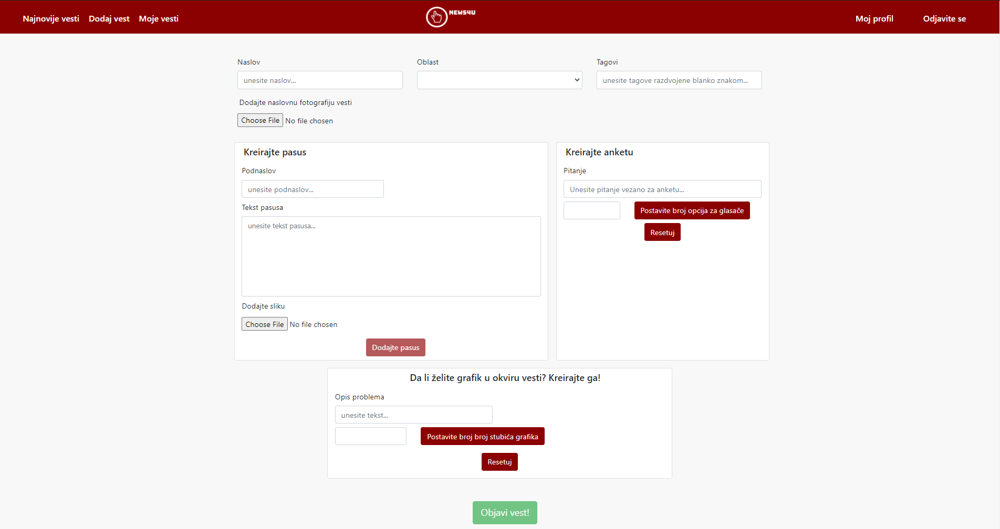 Najnovije vesti Dodaj vest Moje vesti NEWS4U Moj profil Odjavite se
Naslov Oblast Tagovi
unesite naslov... unesite tagove razdvojene blanko znakom...
Dodajte naslovnu fotografiju vesti
Choose File No file chosen
Kreirajte pasus
Podnaslov
unesite podnaslov...
Tekst pasusa
unesite tekst pasusa...
Dodajte sliku
Choose File No file chosen
Dodajte pasus
Kreirajte anketu
Pitanje
Unesite pitanje vezano za anketu...
Postavite broj opcija za glasače
Resetuj
Da li želite grafik u okviru vesti? Kreirajte ga!
Opis problema
unesite tekst...
Postavite broj broj stubića grafika
Resetuj
Objavi vest!